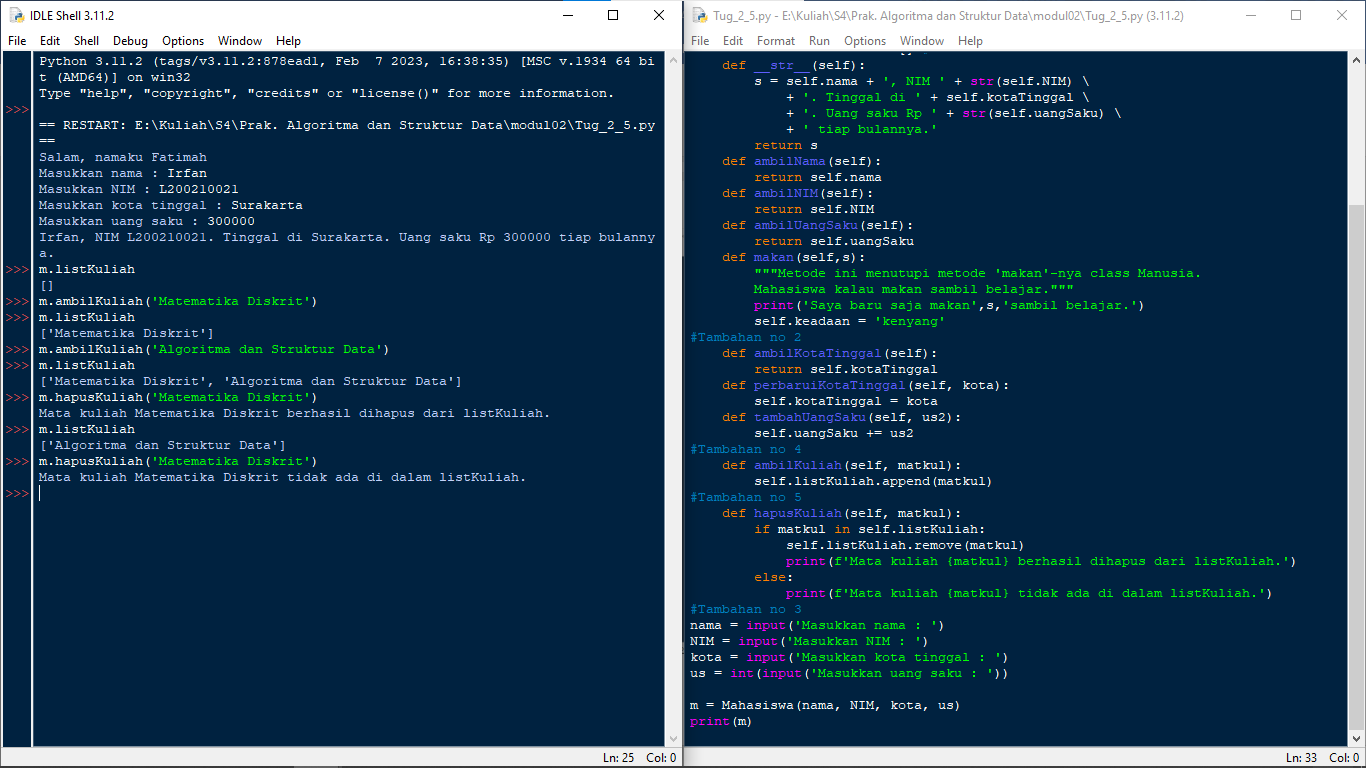 IDLE Shell 3.11.2
File Edit Shell Debug Options Window Help
Python 3.11.2 (tags/v3.11.2:878ead1, Feb  7 2023, 16:38:35) [MSC v.1934 64 bi
t (AMD64)] on win32
Type "help", "copyright", "credits" or "license()" for more information.
>>>
== RESTART: E:\Kuliah\S4\Prak. Algoritma dan Struktur Data\modul02\Tug_2_5.py
==
Salam, namaku Fatimah
Masukkan nama : Irfan
Masukkan NIM : L200210021
Masukkan kota tinggal : Surakarta
Masukkan uang saku : 300000
Irfan, NIM L200210021. Tinggal di Surakarta. Uang saku Rp 300000 tiap bulanny
a.
>>> m.listKuliah
[]
>>> m.ambilKuliah('Matematika Diskrit')
>>> m.listKuliah
['Matematika Diskrit']
>>> m.ambilKuliah('Algoritma dan Struktur Data')
>>> m.listKuliah
['Matematika Diskrit', 'Algoritma dan Struktur Data']
>>> m.hapusKuliah('Matematika Diskrit')
Mata kuliah Matematika Diskrit berhasil dihapus dari listKuliah.
>>> m.listKuliah
['Algoritma dan Struktur Data']
>>> m.hapusKuliah('Matematika Diskrit')
Mata kuliah Matematika Diskrit tidak ada di dalam listKuliah.
>>>
Ln: 25 Col: 0
Tug_2_5.py - E:\Kuliah\S4\Prak. Algoritma dan Struktur Data\modul02\Tug_2_5.py (3.11.2)
File Edit Format Run Options Window Help
    def __str__(self):
        s = self.nama + ', NIM ' + str(self.NIM) \
            + '. Tinggal di ' + self.kotaTinggal \
            + '. Uang saku Rp ' + str(self.uangSaku) \
            + ' tiap bulannya.'
        return s
    def ambilNama(self):
        return self.nama
    def ambilNIM(self):
        return self.NIM
    def ambilUangSaku(self):
        return self.uangSaku
    def makan(self,s):
        """Metode ini menutupi metode 'makan'-nya class Manusia.
        Mahasiswa kalau makan sambil belajar."""
        print('Saya baru saja makan',s,'sambil belajar.')
        self.keadaan = 'kenyang'
#Tambahan no 2
    def ambilKotaTinggal(self):
        return self.kotaTinggal
    def perbaruiKotaTinggal(self, kota):
        self.kotaTinggal = kota
    def tambahUangSaku(self, us2):
        self.uangSaku += us2
#Tambahan no 4
    def ambilKuliah(self, matkul):
        self.listKuliah.append(matkul)
#Tambahan no 5
    def hapusKuliah(self, matkul):
        if matkul in self.listKuliah:
            self.listKuliah.remove(matkul)
            print(f'Mata kuliah {matkul} berhasil dihapus dari listKuliah.')
        else:
            print(f'Mata kuliah {matkul} tidak ada di dalam listKuliah.')
#Tambahan no 3
nama = input('Masukkan nama : ')
NIM = input('Masukkan NIM : ')
kota = input('Masukkan kota tinggal : ')
us = int(input('Masukkan uang saku : '))
m = Mahasiswa(nama, NIM, kota, us)
print(m)
Ln: 33 Col: 0